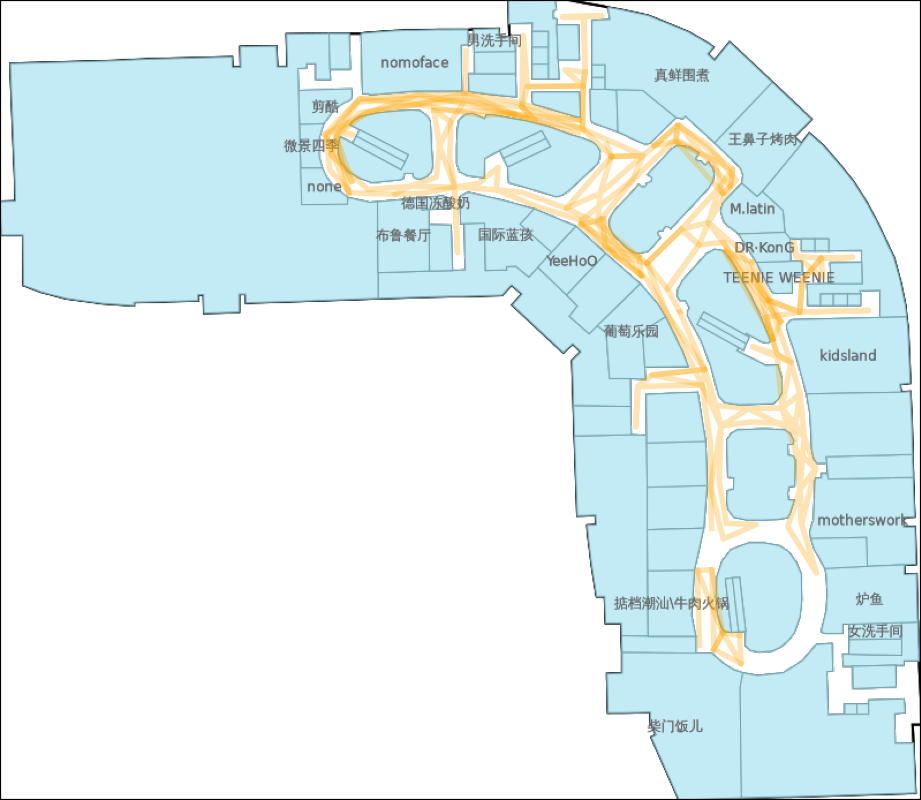 男洗手间
nomoface
真鲜围煮
剪酷
王鼻子烤肉
微景四季
none
德国冻酸奶
M.latin
布鲁餐厅
国际蓝孩
DR·KonG
YeeHoO
TEENIE WEENIE
葡萄乐园
kidsland
motherswork
掂档潮汕\牛肉火锅
炉鱼
女洗手间
柴门饭儿